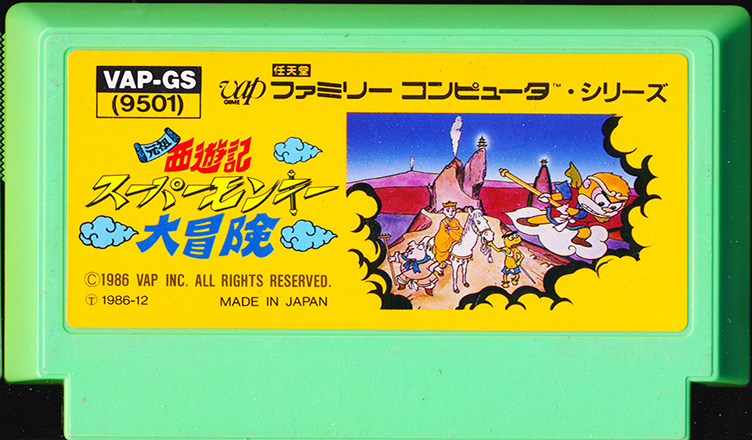 VAP-GS
(9501)
vap
GAME
任天堂
ファミリー コンピュータ™・シリーズ
元祖
西遊記
スーパーモンキー
大冒険
©1986 VAP INC. ALL RIGHTS RESERVED.
Ⓣ 1986-12 MADE IN JAPAN